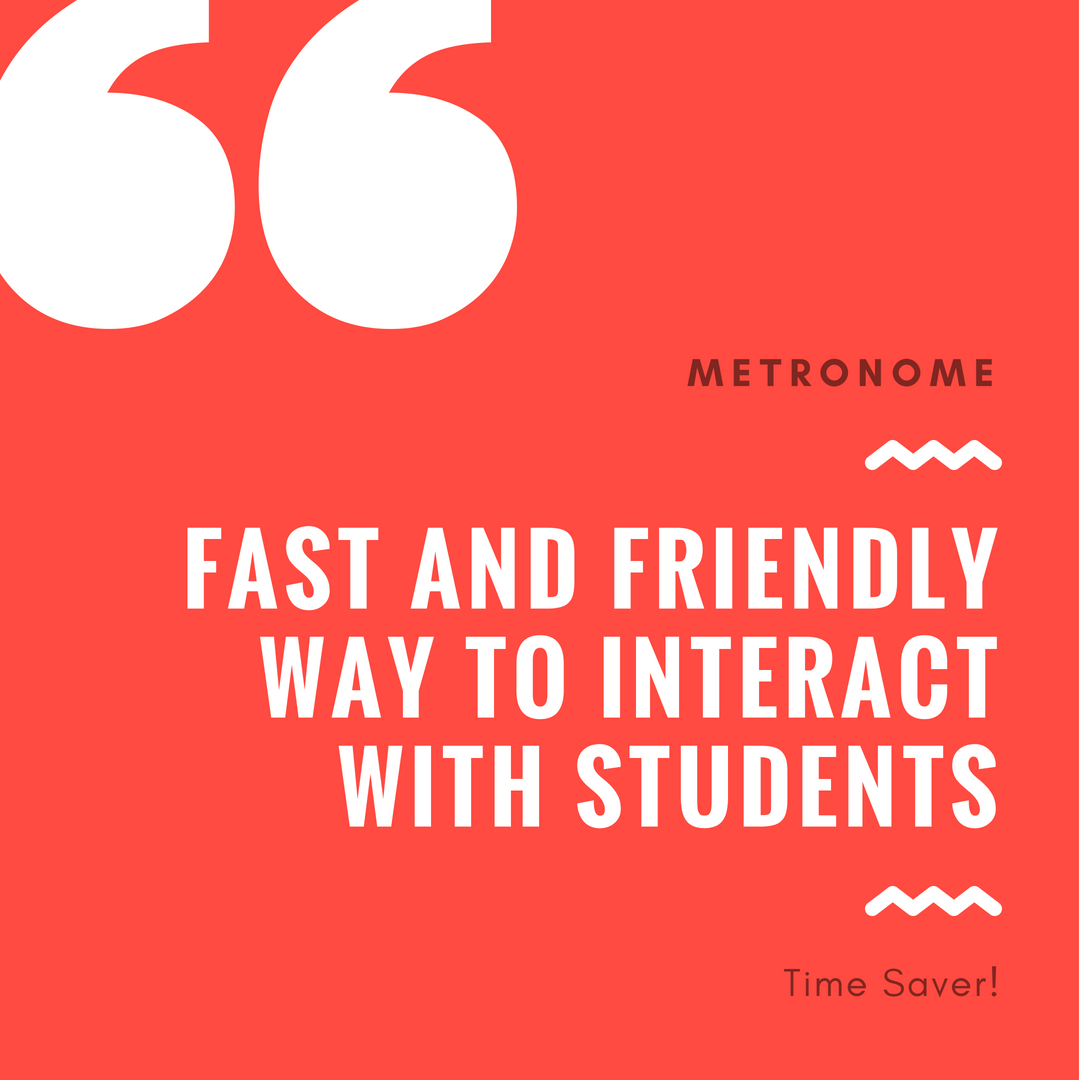 METRONOME
FAST AND FRIENDLY
WAY TO INTERACT
WITH STUDENTS
Time Saver!